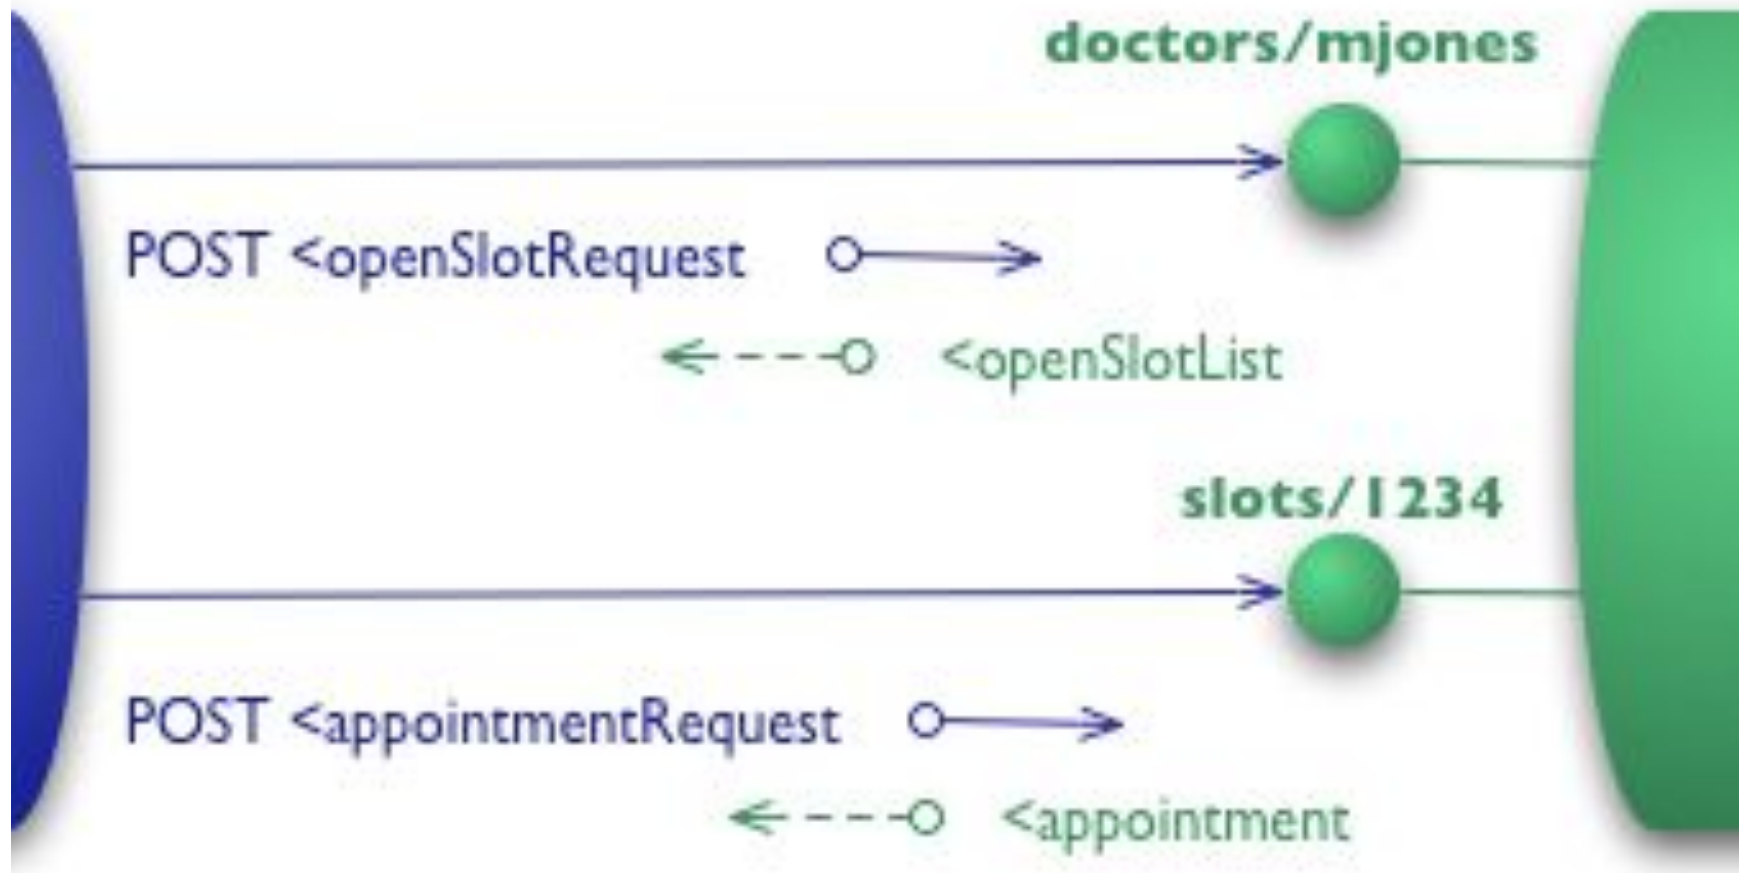 doctors/mjones
POST <openSlotRequest
<openSlotList
slots/1234
POST <appointmentRequest
<appointment